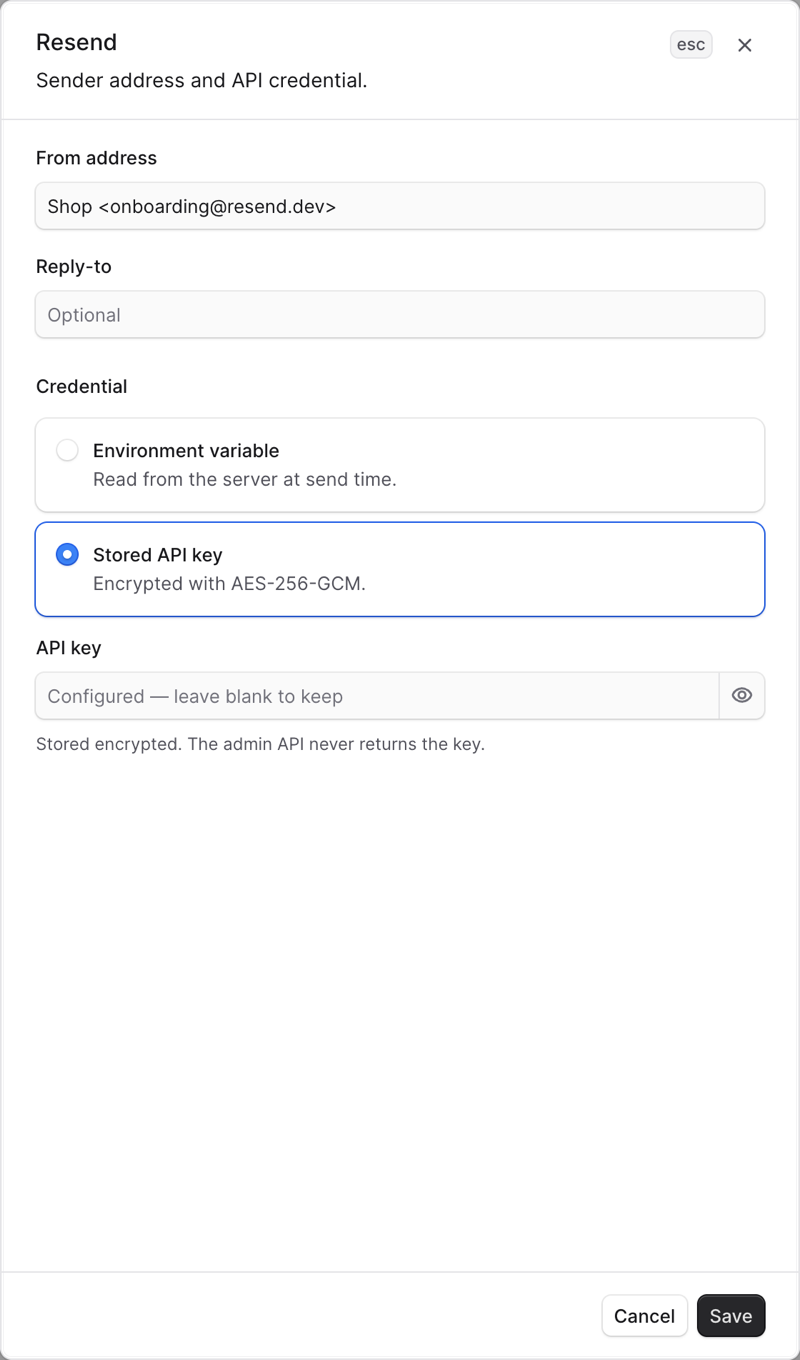 Resend
esc
Sender address and API credential.
From address
Shop <onboarding@resend.dev>
Reply-to
Optional
Credential
Environment variable
Read from the server at send time.
Stored API key
Encrypted with AES-256-GCM.
API key
Configured — leave blank to keep
Stored encrypted. The admin API never returns the key.
Cancel
Save